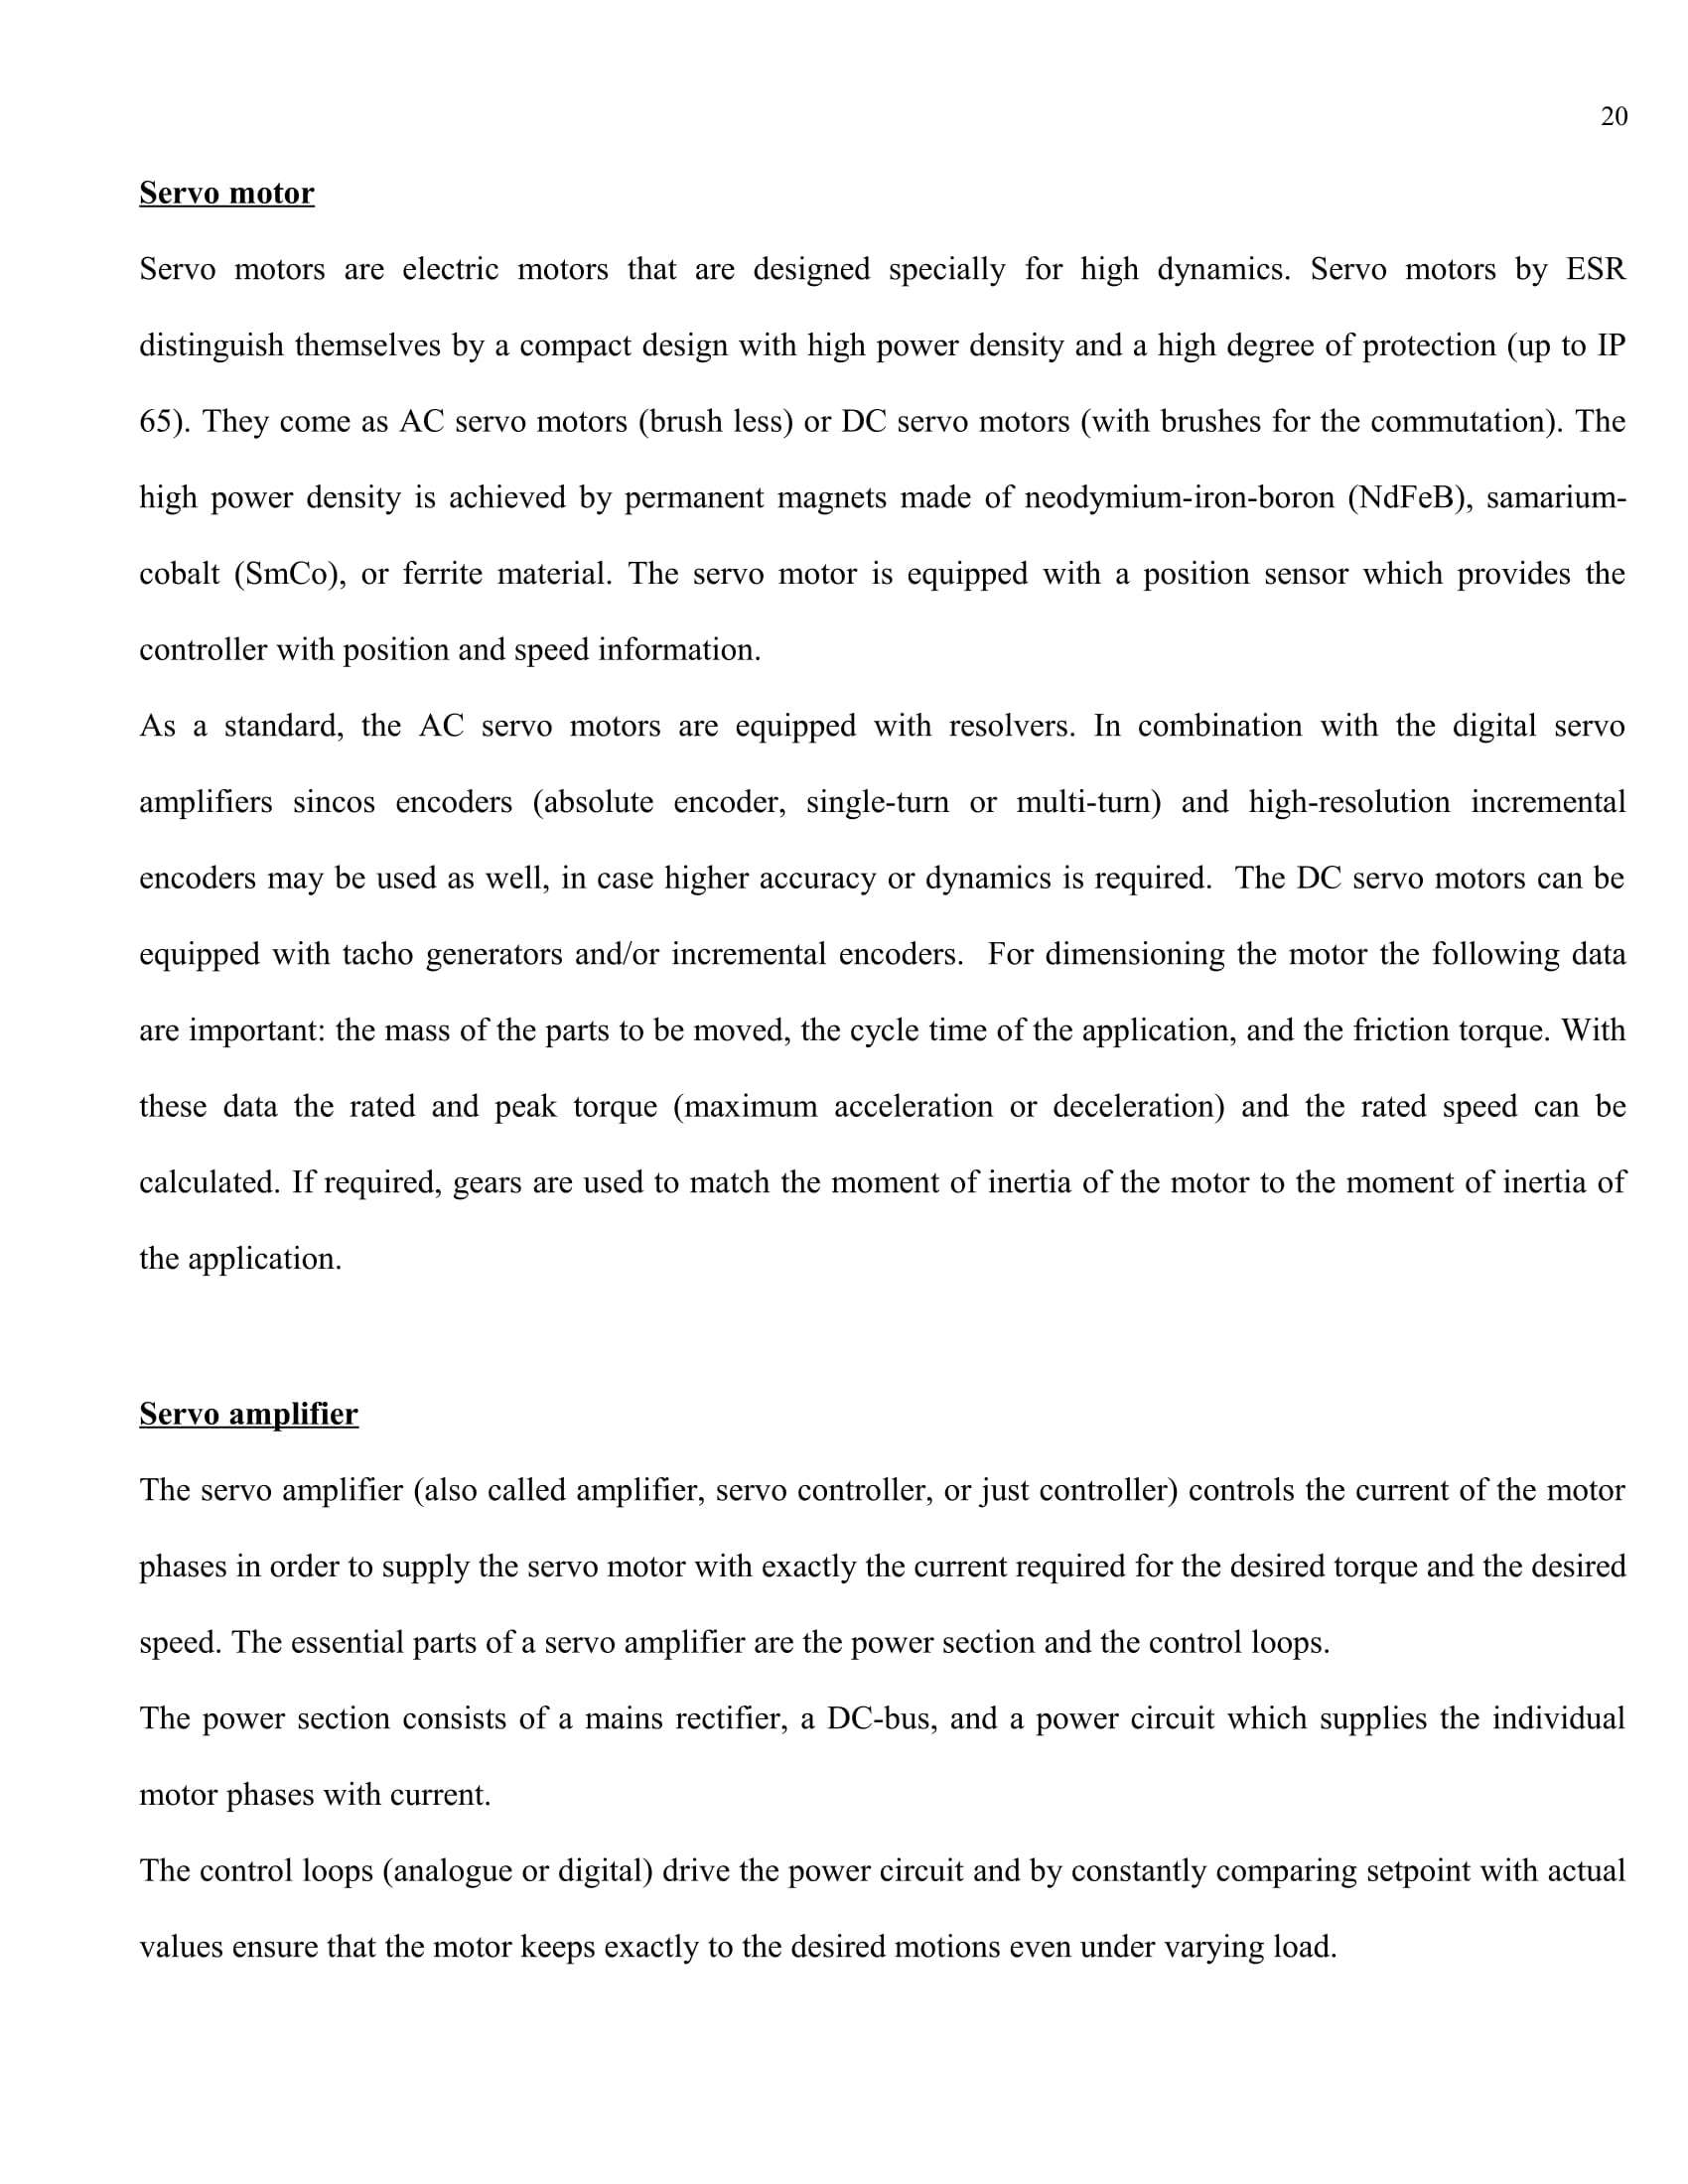 20
Servo motor
Servo motors are electric motors that are designed specially for high dynamics. Servo motors by ESR
distinguish themselves by a compact design with high power density and a high degree of protection (up to IP
65). They come as AC servo motors (brush less) or DC servo motors (with brushes for the commutation). The
high power density is achieved by permanent magnets made of neodymium-iron-boron (NdFeB), samarium-
cobalt (SmCo), or ferrite material. The servo motor is equipped with a position sensor which provides the
controller with position and speed information.
As a standard, the AC servo motors are equipped with resolvers. In combination with the digital servo
amplifiers sincos encoders (absolute encoder, single-turn or multi-turn) and high-resolution incremental
encoders may be used as well, in case higher accuracy or dynamics is required.  The DC servo motors can be
equipped with tacho generators and/or incremental encoders.  For dimensioning the motor the following data
are important: the mass of the parts to be moved, the cycle time of the application, and the friction torque. With
these data the rated and peak torque (maximum acceleration or deceleration) and the rated speed can be
calculated. If required, gears are used to match the moment of inertia of the motor to the moment of inertia of
the application.
Servo amplifier
The servo amplifier (also called amplifier, servo controller, or just controller) controls the current of the motor
phases in order to supply the servo motor with exactly the current required for the desired torque and the desired
speed. The essential parts of a servo amplifier are the power section and the control loops.
The power section consists of a mains rectifier, a DC-bus, and a power circuit which supplies the individual
motor phases with current.
The control loops (analogue or digital) drive the power circuit and by constantly comparing setpoint with actual
values ensure that the motor keeps exactly to the desired motions even under varying load.